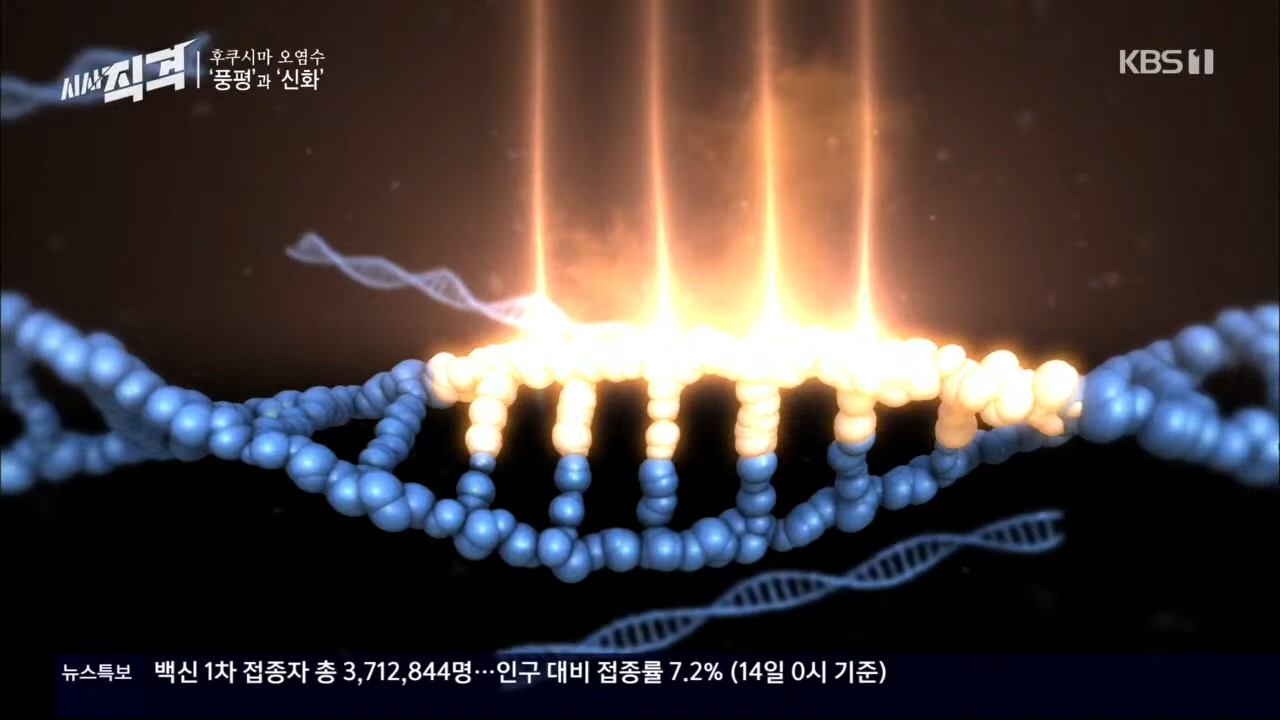 시사직격
후쿠시마 오염수
‘풍평’과 ‘신화’
KBS1
뉴스특보 백신 1차 접종자 총 3,712,844명…인구 대비 접종률 7.2% (14일 0시 기준)